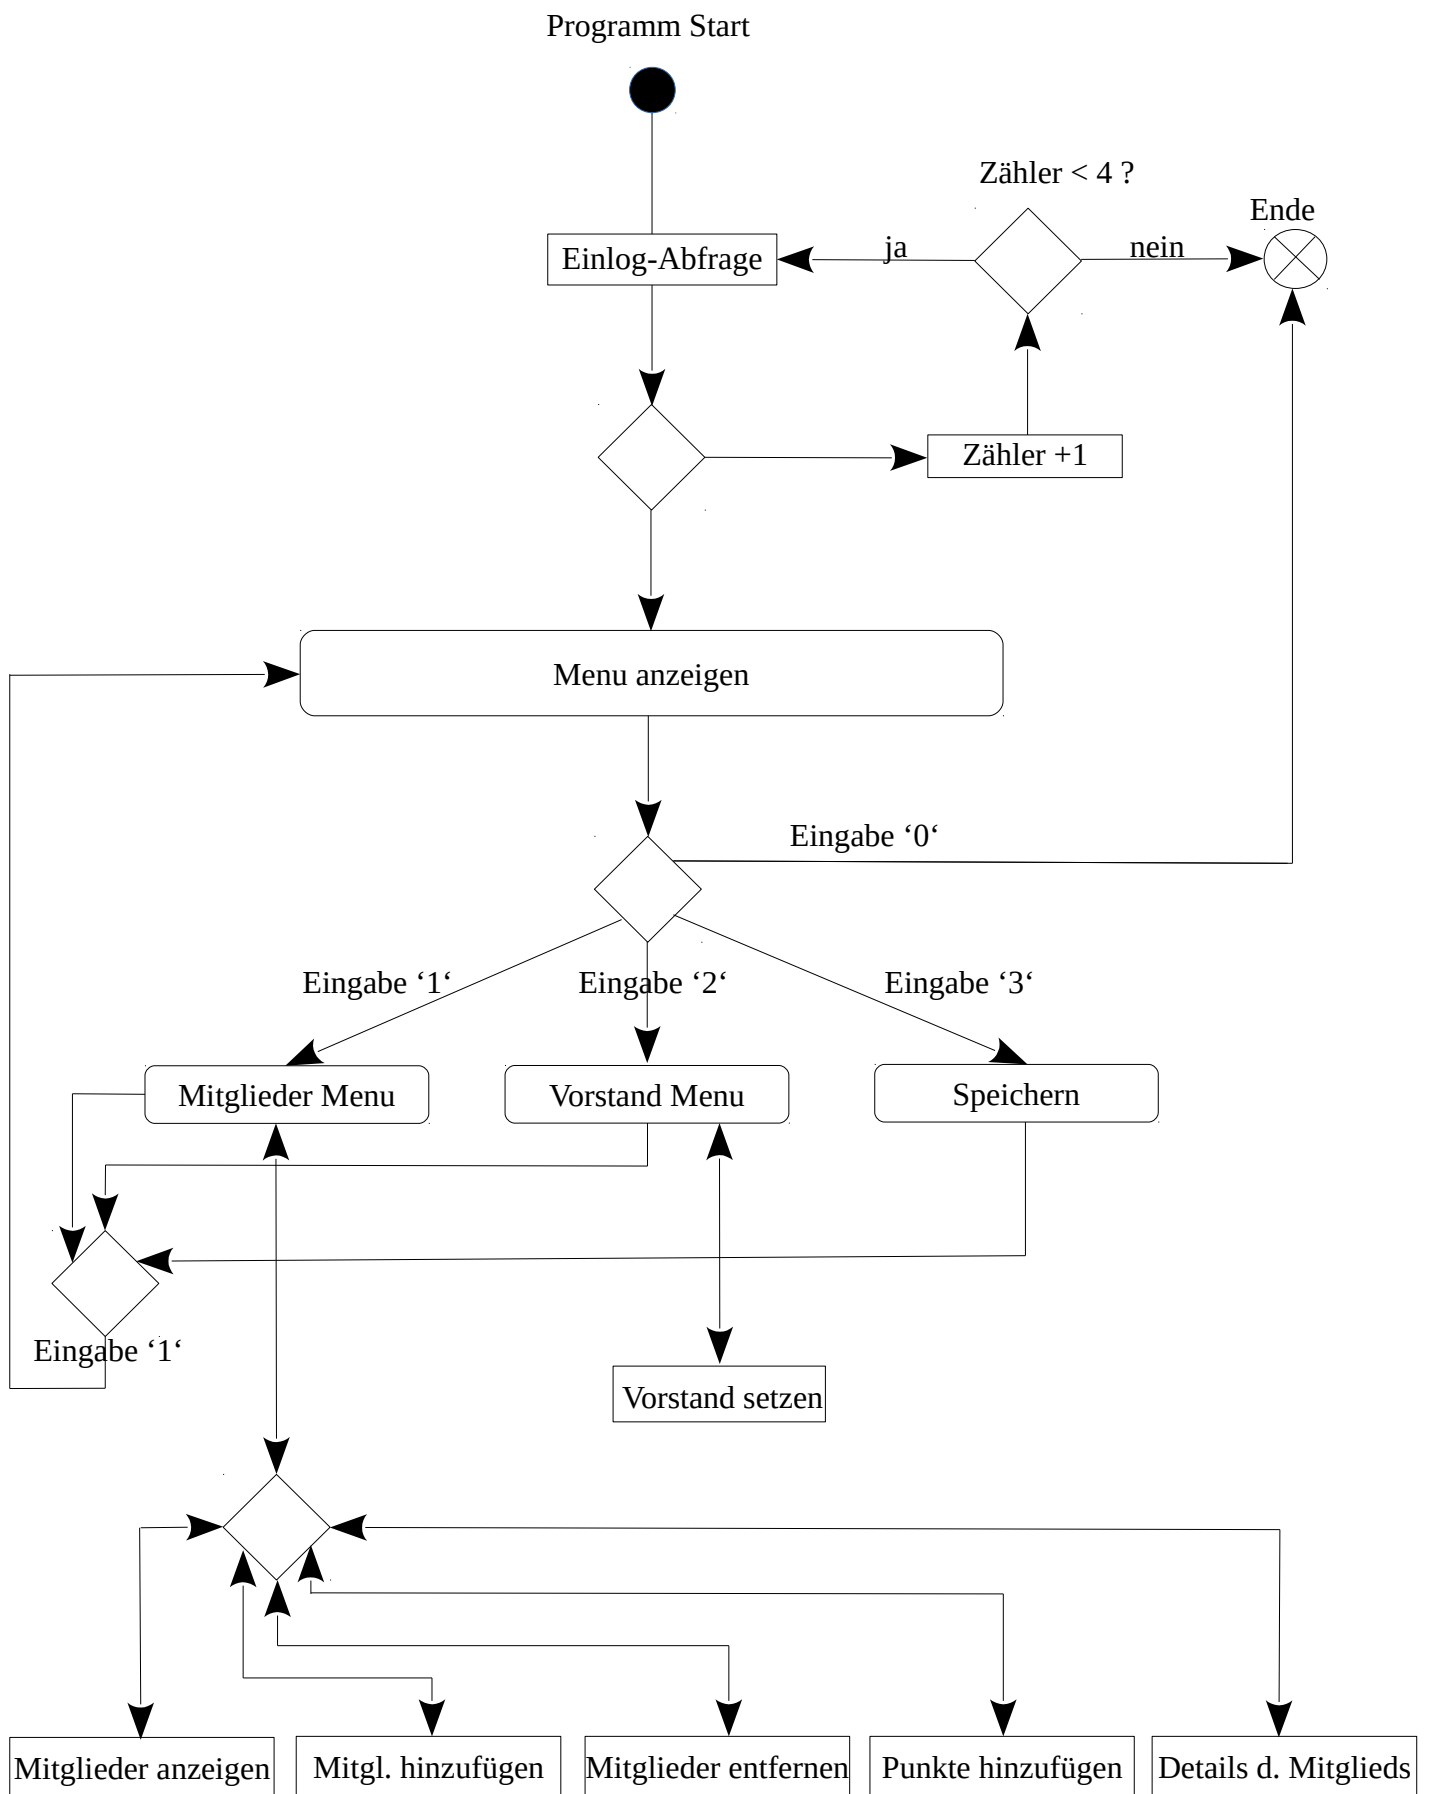 Programm Start
Zähler < 4 ?
Ende
Einlog-Abfrage
ja
nein
Zähler +1
Menu anzeigen
Eingabe ‘0‘
Eingabe ‘1‘
Eingabe ‘2‘
Eingabe ‘3‘
Mitglieder Menu
Vorstand Menu
Speichern
Eingabe ‘1‘
Vorstand setzen
Mitglieder anzeigen
Mitgl. hinzufügen
Mitglieder entfernen
Punkte hinzufügen
Details d. Mitglieds